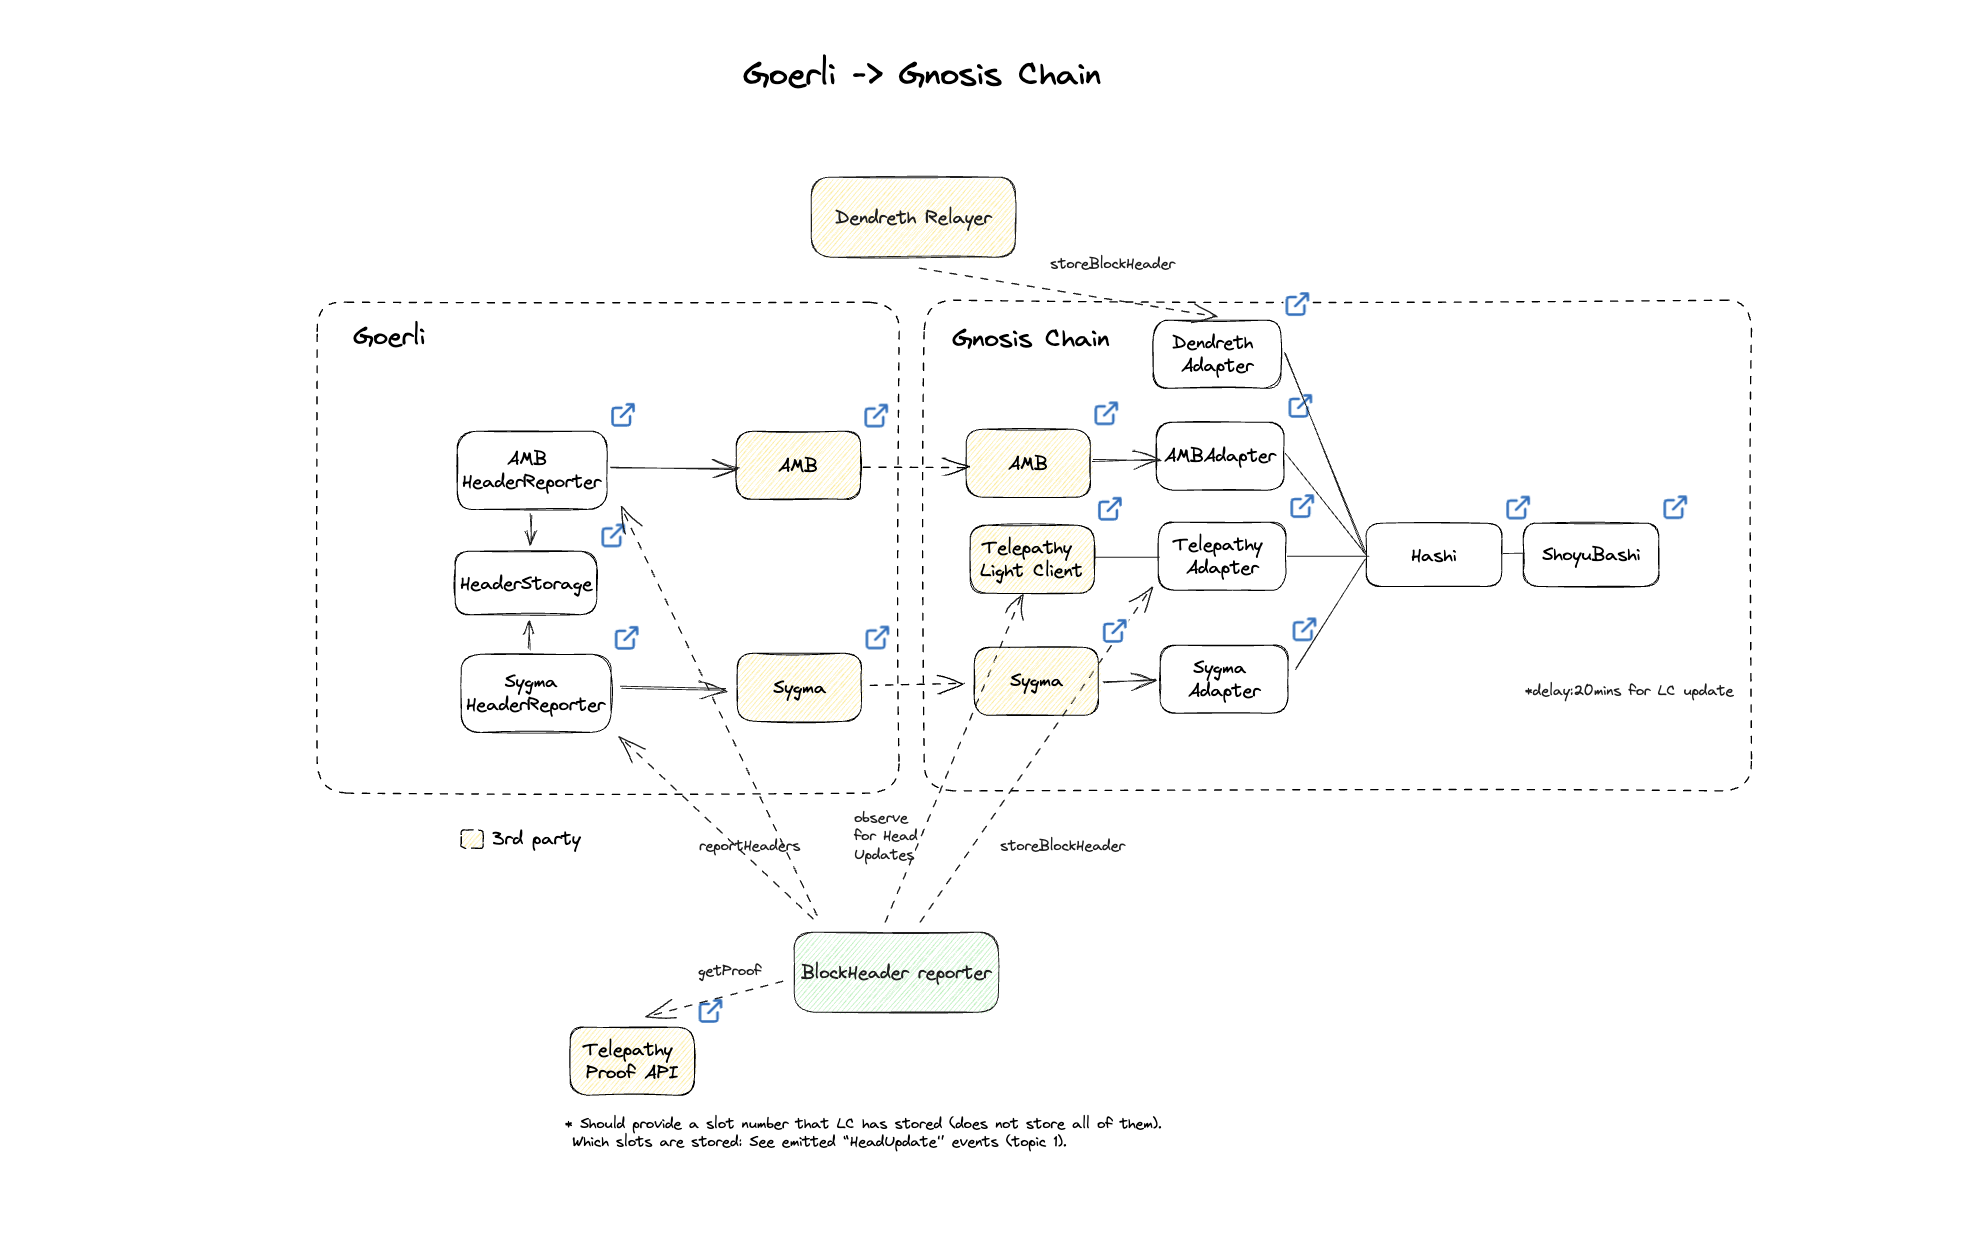 Goerli -> Gnosis Chain
Dendreth Relayer
storeBlockHeader
Goerli
Gnosis Chain
Dendreth
Adapter
AMB
HeaderReporter
AMB
AMB
AMBAdapter
HeaderStorage
Telepathy
Light Client
Telepathy
Adapter
Hashi
ShoyuBashi
Sygma
HeaderReporter
Sygma
Sygma
Sygma
Adapter
*delay:20mins for LC update
3rd party
reportHeaders
observe
for Head
Updates
storeBlockHeader
BlockHeader reporter
getProof
Telepathy
Proof API
* Should provide a slot number that LC has stored (does not store all of them).
Which slots are stored: See emitted "HeadUpdate" events (topic 1).